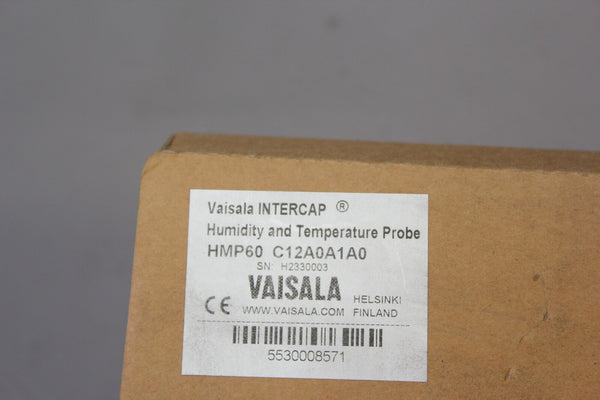 Vaisala INTERCAP ®
Humidity and Temperature Probe
HMP60 C12A0A1A0
SN: H2330003
VAISALA HELSINKI
CE WWW.VAISALA.COM FINLAND
5530008571